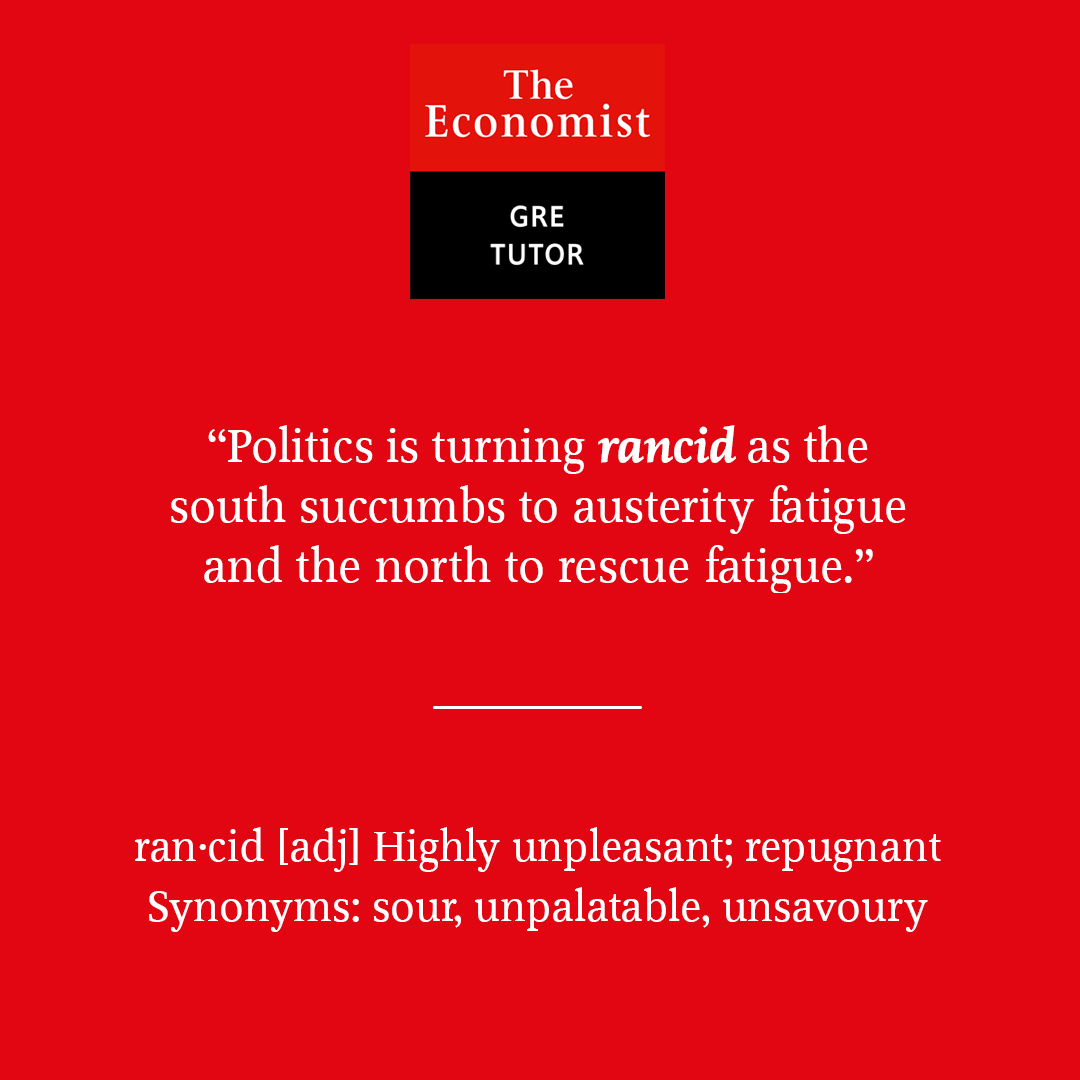 The
Economist
GRE
TUTOR
“Politics is turning rancid as the
south succumbs to austerity fatigue
and the north to rescue fatigue.”
ran·cid [adj] Highly unpleasant; repugnant
Synonyms: sour, unpalatable, unsavoury